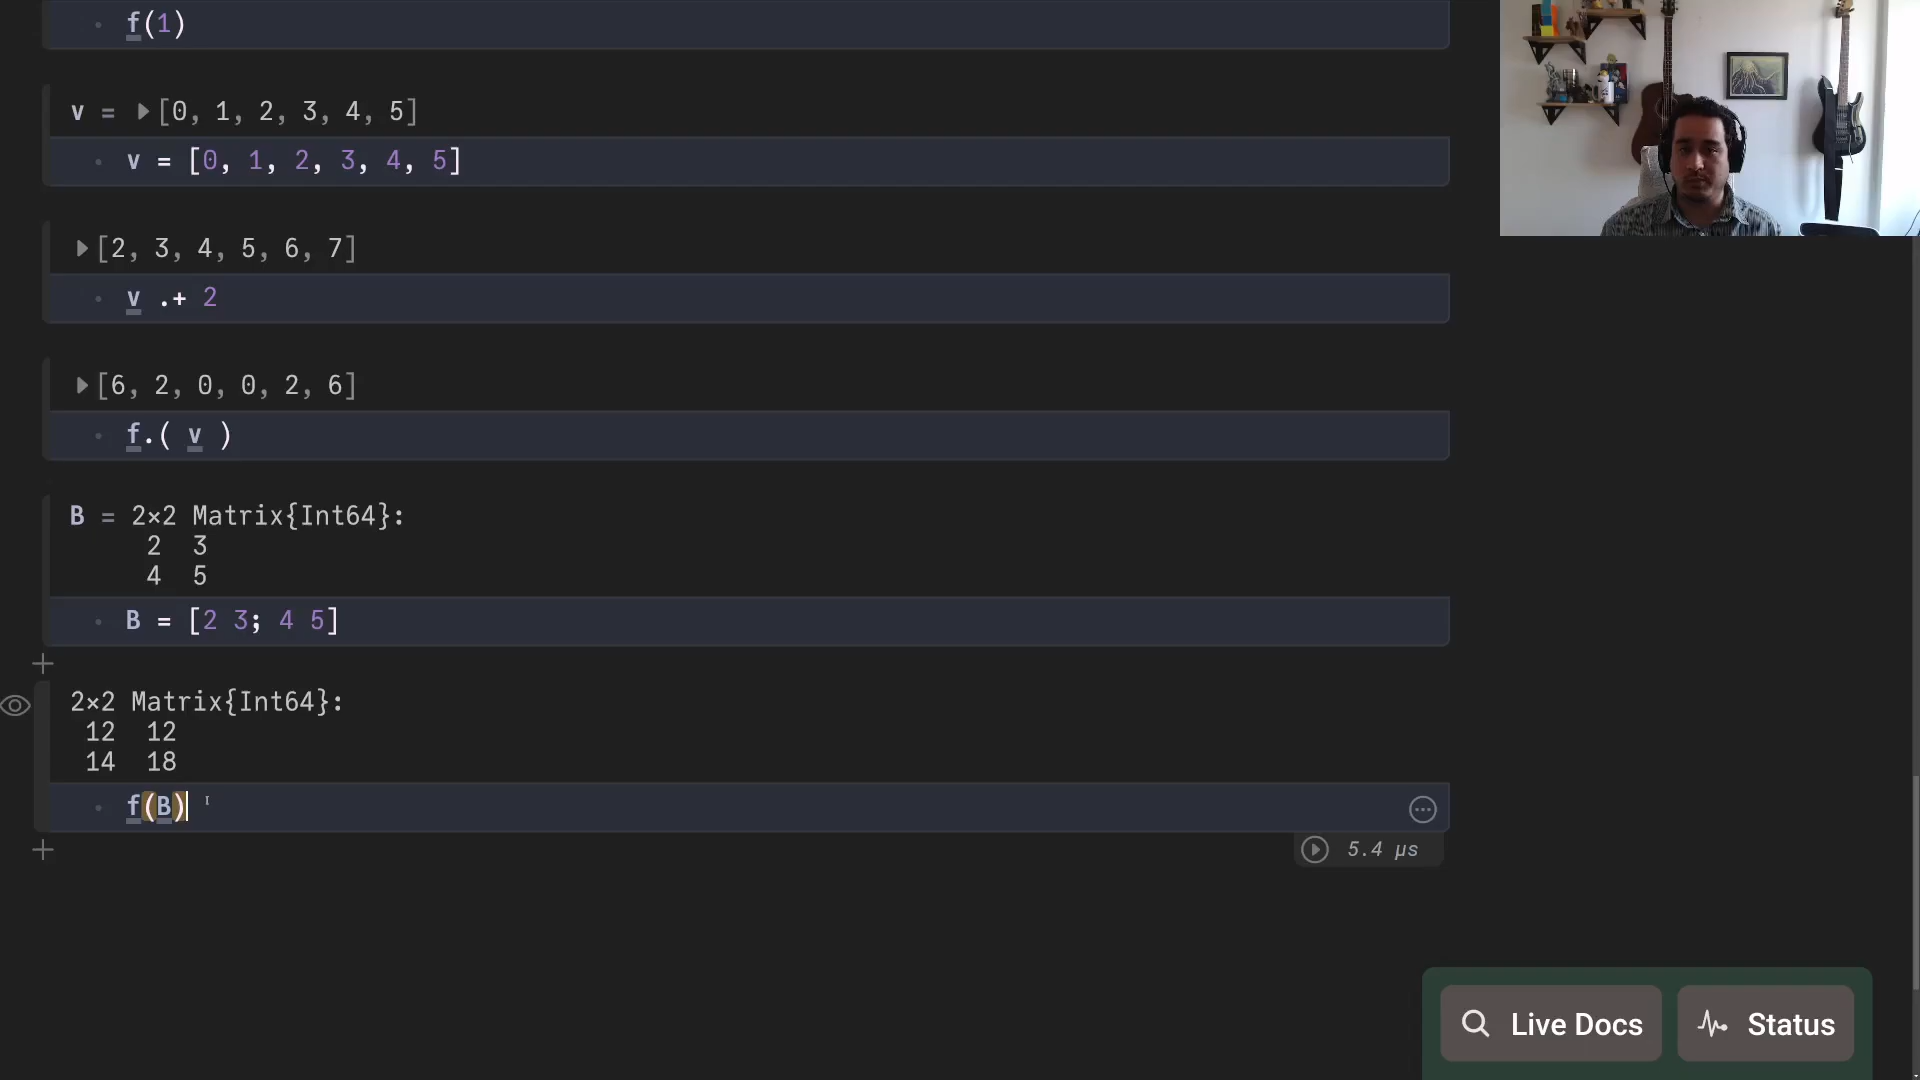 f(1)
v = [0, 1, 2, 3, 4, 5]
v = [0, 1, 2, 3, 4, 5]
[2, 3, 4, 5, 6, 7]
v .+ 2
[6, 2, 0, 0, 2, 6]
f.( v )
B = 2×2 Matrix{Int64}:
2 3
4 5
B = [2 3; 4 5]
2×2 Matrix{Int64}:
12 12
14 18
f(B)
5.4 μs
Live Docs
Status